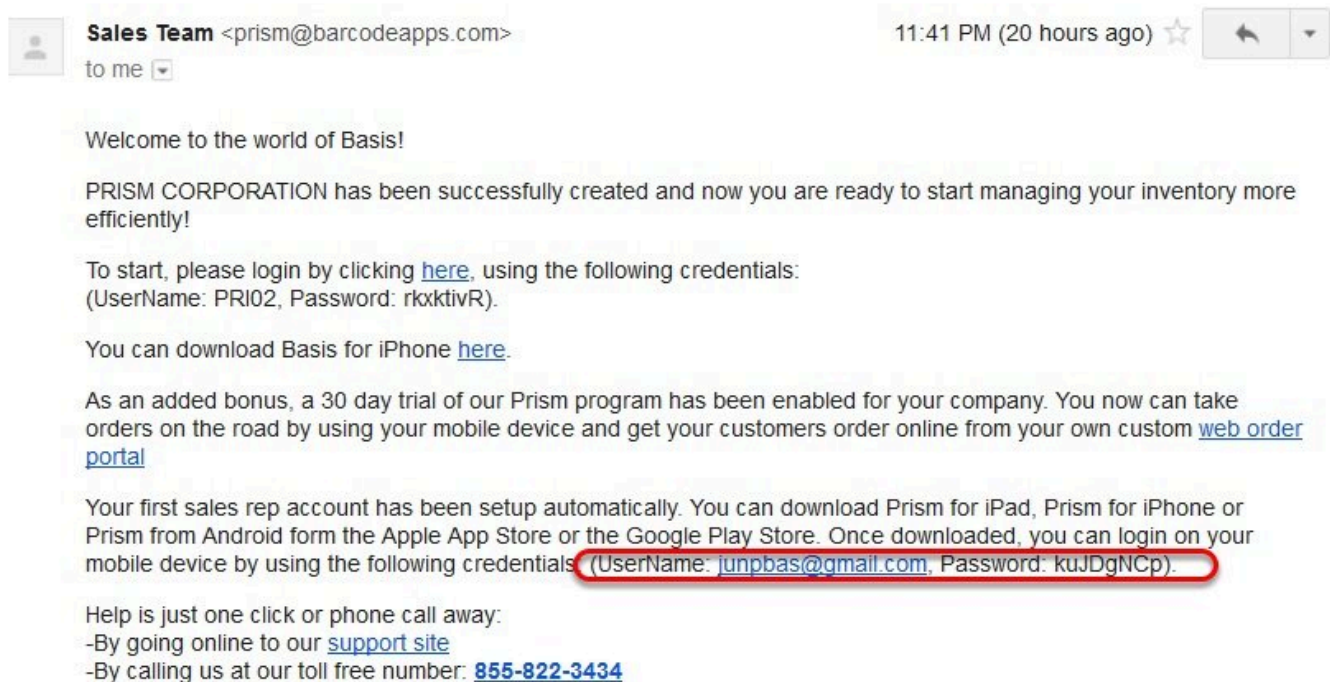 Sales Team <prism@barcodeapps.com>
11:41 PM (20 hours ago)
to me
Welcome to the world of Basis!
PRISM CORPORATION has been successfully created and now you are ready to start managing your inventory more
efficiently!
To start, please login by clicking here, using the following credentials:
(UserName: PRI02, Password: rkxktivR).
You can download Basis for iPhone here.
As an added bonus, a 30 day trial of our Prism program has been enabled for your company. You now can take
orders on the road by using your mobile device and get your customers order online from your own custom web order
portal
Your first sales rep account has been setup automatically. You can download Prism for iPad, Prism for iPhone or
Prism from Android form the Apple App Store or the Google Play Store. Once downloaded, you can login on your
mobile device by using the following credentials (UserName: junpbas@gmail.com, Password: kuJDgNCp).
Help is just one click or phone call away:
-By going online to our support site
-By calling us at our toll free number: 855-822-3434